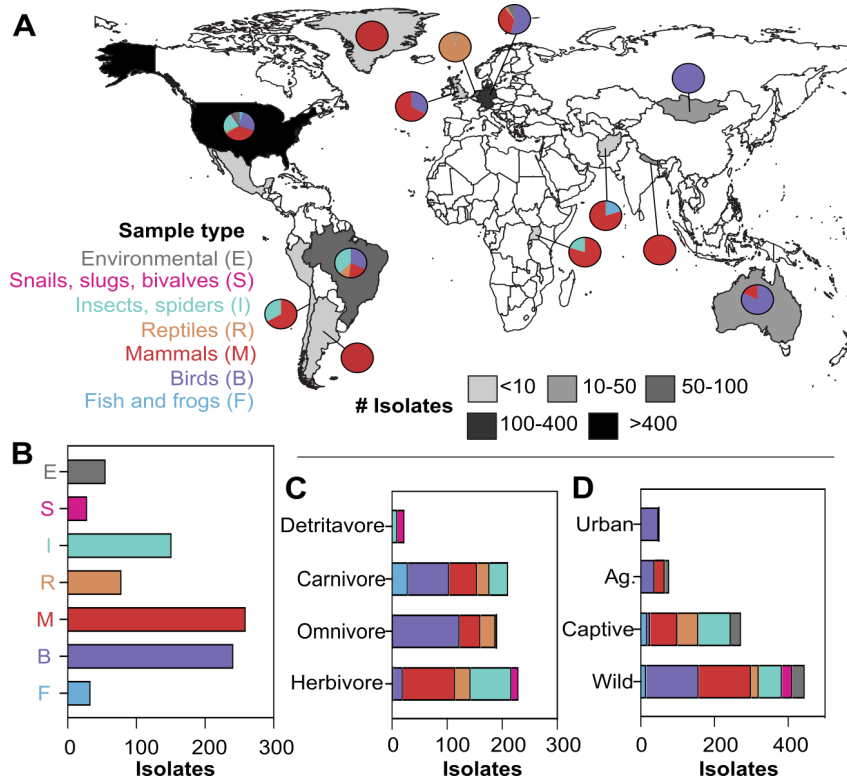 A
Sample type
Environmental (E)
Snails, slugs, bivalves (S)
Insects, spiders (I)
Reptiles (R)
Mammals (M)
Birds (B)
Fish and frogs (F)
# Isolates
<10
10-50
50-100
100-400
>400
B
E
S
I
R
M
B
F
0
100
200
300
Isolates
C
Detritavore
Carnivore
Omnivore
Herbivore
0
100
200
300
Isolates
D
Urban
Ag.
Captive
Wild
0
200
400
Isolates